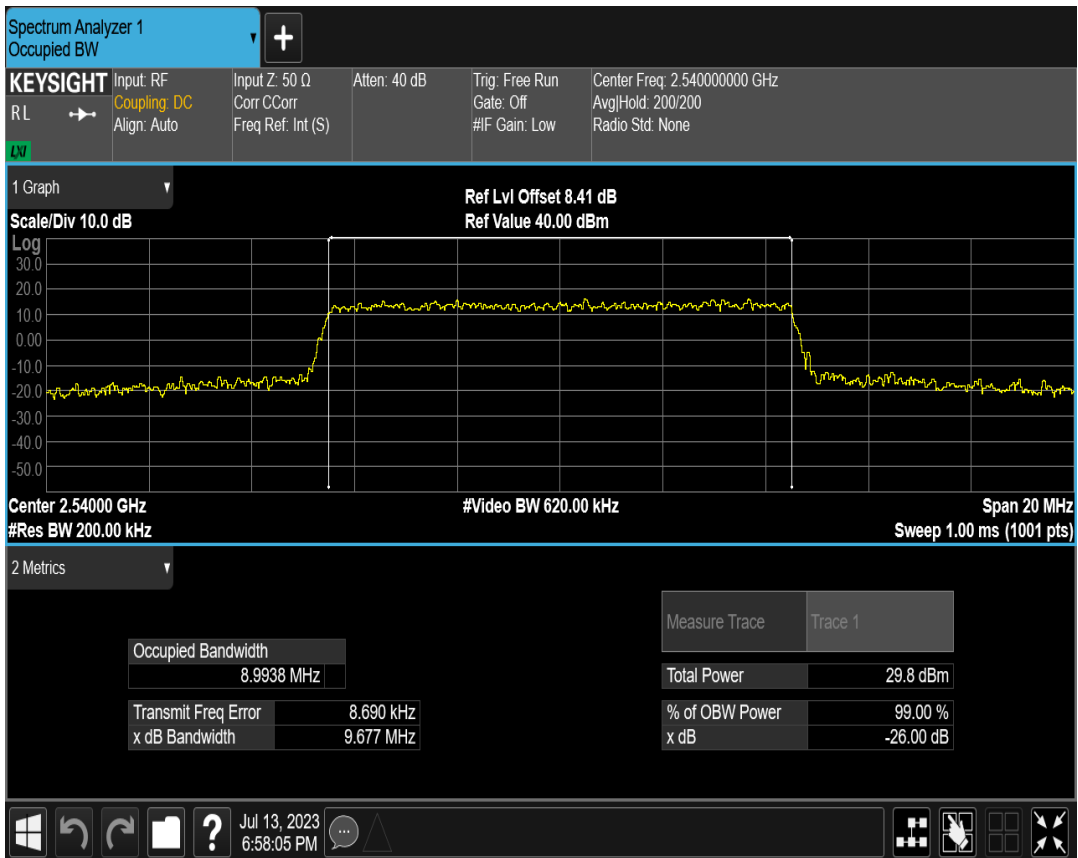 Spectrum Analyzer 1
Occupied BW
+
KEYSIGHT
RL
LXI
Input: RF
Coupling: DC
Align: Auto
Input Z: 50 Ω
Corr CCorr
Freq Ref: Int (S)
Atten: 40 dB
Trig: Free Run
Gate: Off
#IF Gain: Low
Center Freq: 2.540000000 GHz
Avg|Hold: 200/200
Radio Std: None
1 Graph
Scale/Div 10.0 dB
Ref Lvl Offset 8.41 dB
Ref Value 40.00 dBm
Log
30.0
20.0
10.0
0.00
-10.0
-20.0
-30.0
-40.0
-50.0
Center 2.54000 GHz
#Res BW 200.00 kHz
#Video BW 620.00 kHz
Span 20 MHz
Sweep 1.00 ms (1001 pts)
2 Metrics
Measure Trace Trace 1
Occupied Bandwidth
8.9938 MHz
Total Power 29.8 dBm
Transmit Freq Error 8.690 kHz
x dB Bandwidth 9.677 MHz
% of OBW Power 99.00 %
x dB -26.00 dB
?
Jul 13, 2023
6:58:05 PM